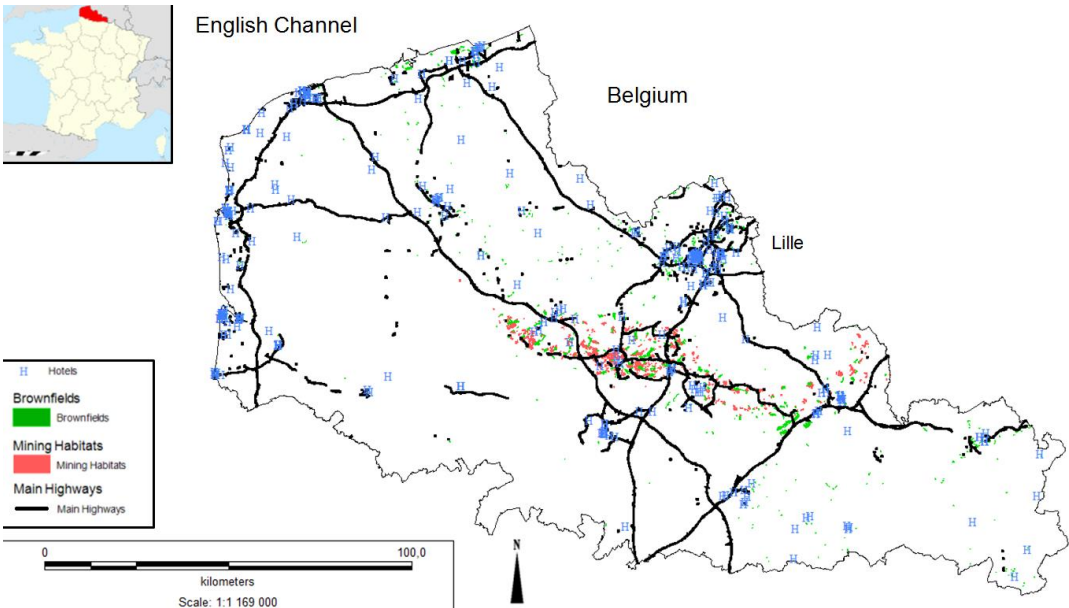 English Channel
Belgium
Lille
H Hotels
Brownfields
Brownfields
Mining Habitats
Mining Habitats
Main Highways
Main Highways
0 100,0
kilometers
Scale: 1:1 169 000
N